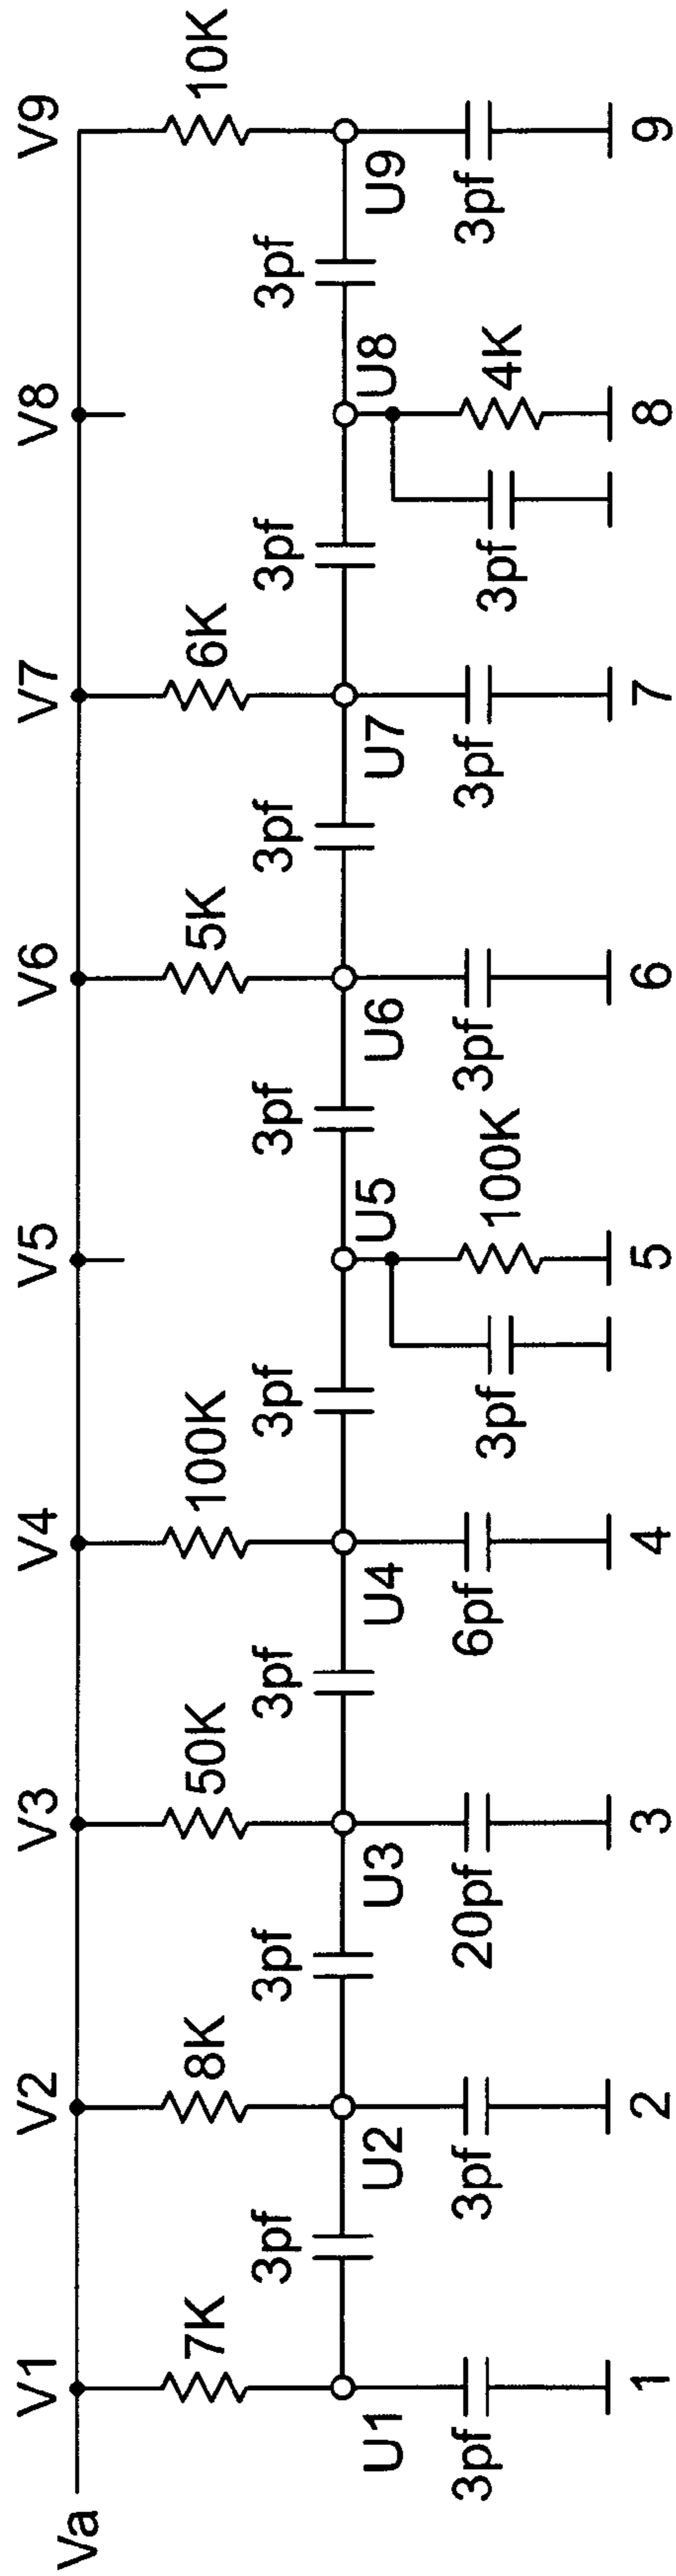 Va V1 V2 V3 V4 V5 V6 V7 V8 V9
7K 8K 50K 100K 5K 6K 10K
3pf 3pf 3pf 3pf 3pf 3pf 3pf 3pf
U1 U2 U3 U4 U5 U6 U7 U8 U9
3pf 3pf 20pf 6pf 3pf 100K 3pf 3pf 3pf 4K 3pf
1 2 3 4 5 6 7 8 9